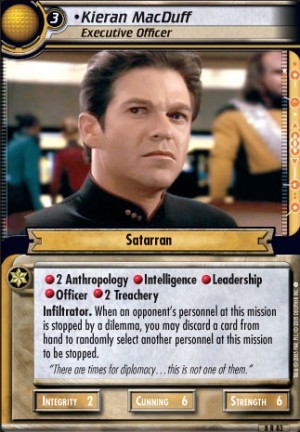 3
•Kieran MacDuff
Executive Officer
Satarran
2 Anthropology Intelligence Leadership
Officer 2 Treachery
Infiltrator. When an opponent's personnel at this mission
is stopped by a dilemma, you may discard a card from
hand to randomly select another personnel at this mission
to be stopped.
"There are times for diplomacy...this is not one of them."
INTEGRITY 2 CUNNING 6 STRENGTH 6